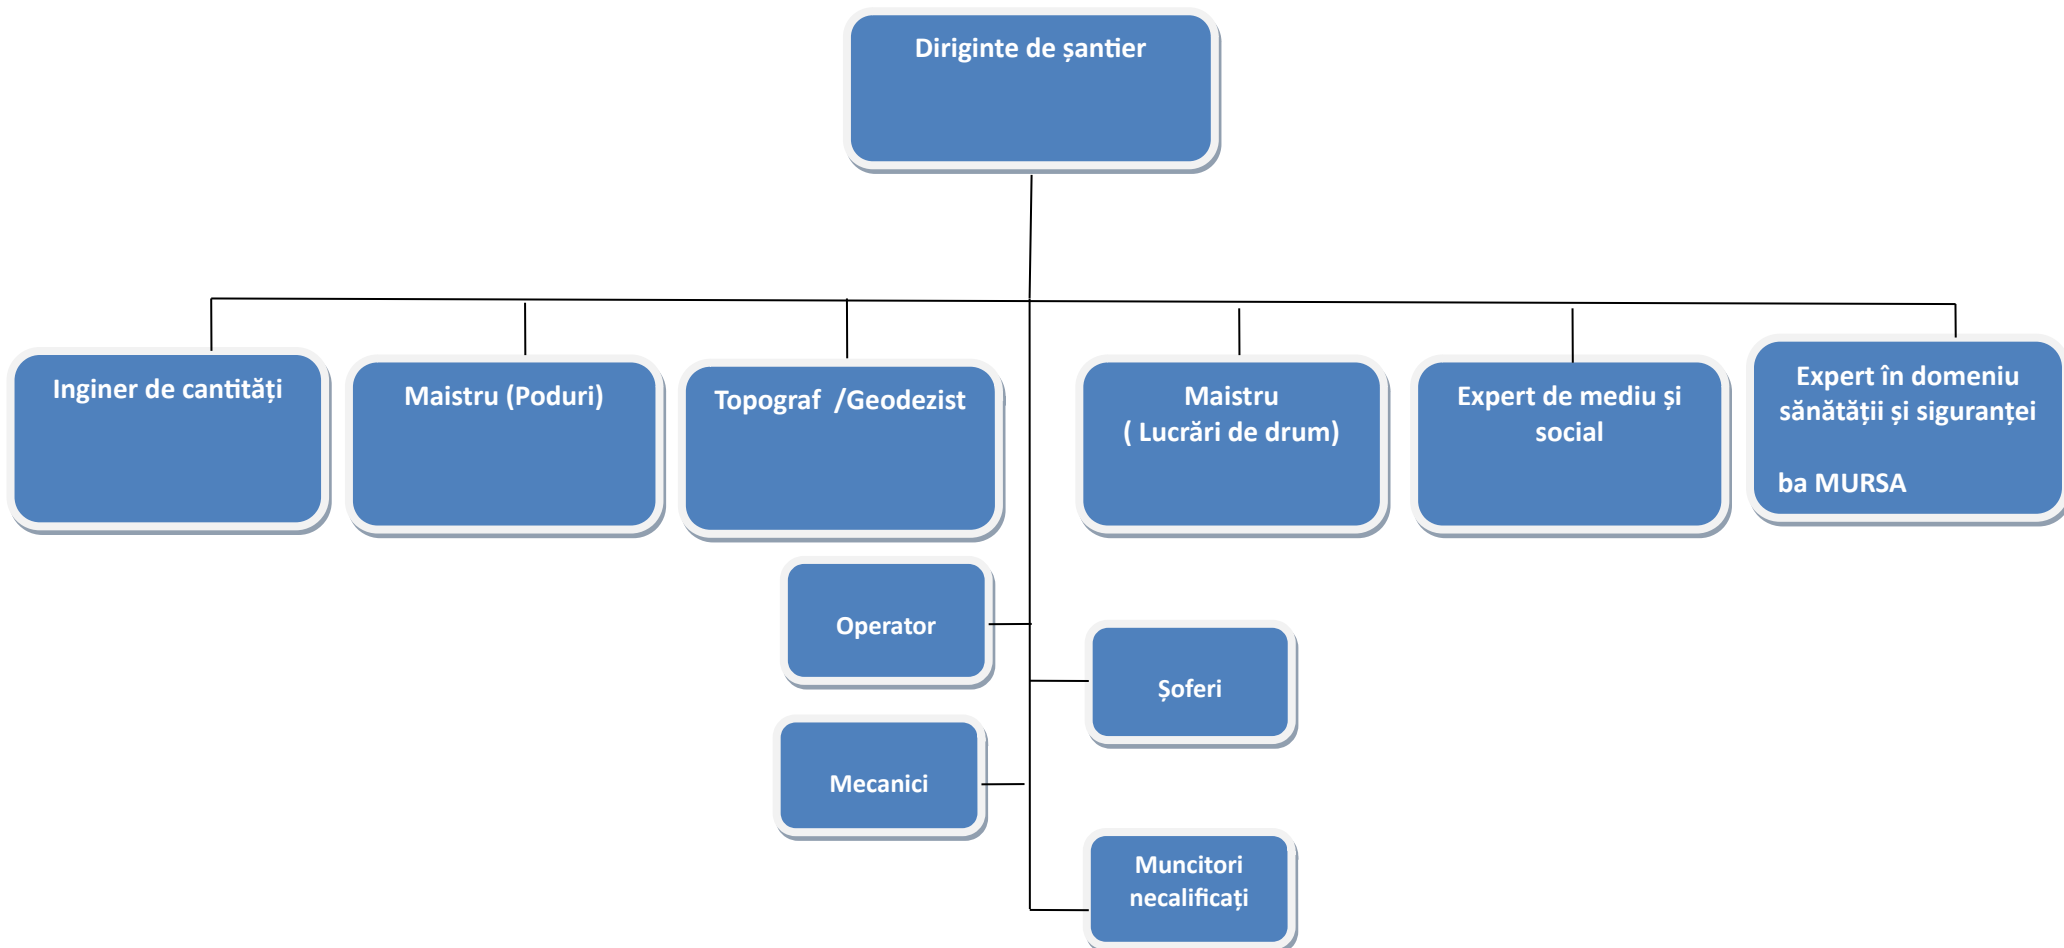 Diriginte de șantier
Inginer de cantități
Maistru (Poduri)
Topograf /Geodezist
Maistru
( Lucrări de drum)
Expert de mediu și
social
Expert în domeniu
sănătății și siguranței
ba MURSA
Operator
Șoferi
Mecanici
Muncitori
necalificați